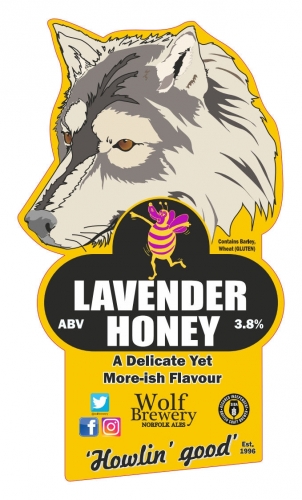 Contains Barley,
Wheat (GLUTEN)
LAVENDER
ABV HONEY 3.8%
A Delicate Yet
More-ish Flavour
Wolf
Brewery
NORFOLK ALES
'Howlin' good'
Est,
1996